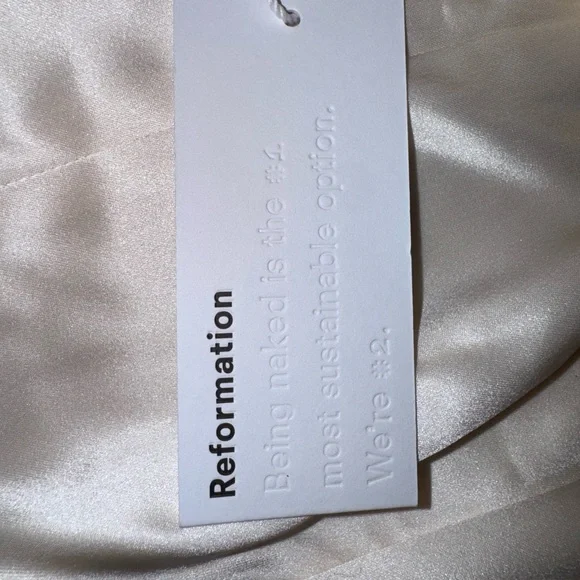 Reformation
Being naked is the #1
most sustainable option.
We're #2.